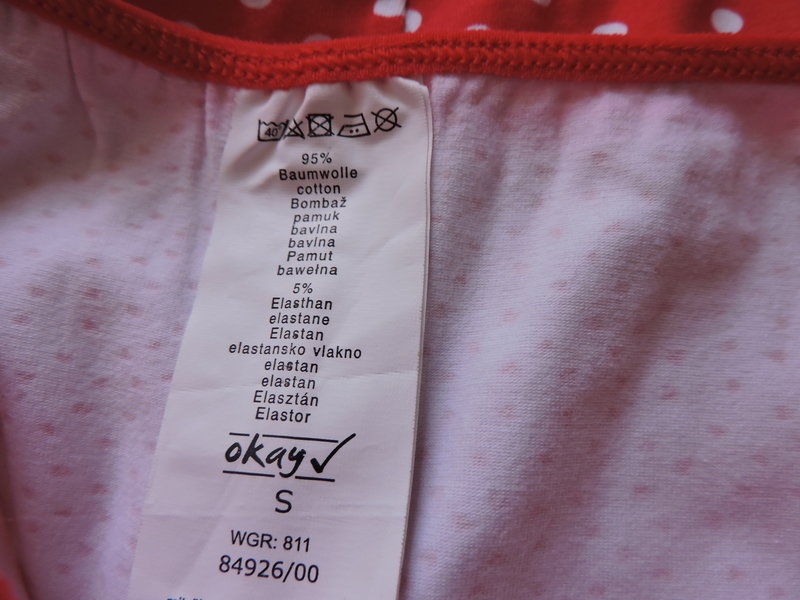 40°
95%
Baumwolle
cotton
Bombaž
pamuk
bavlna
bavlna
Pamut
bawełna
5%
Elasthan
elastane
Elastan
elastansko vlakno
elastan
elastan
Elasztán
Elastor
okay
S
WGR: 811
84926/00